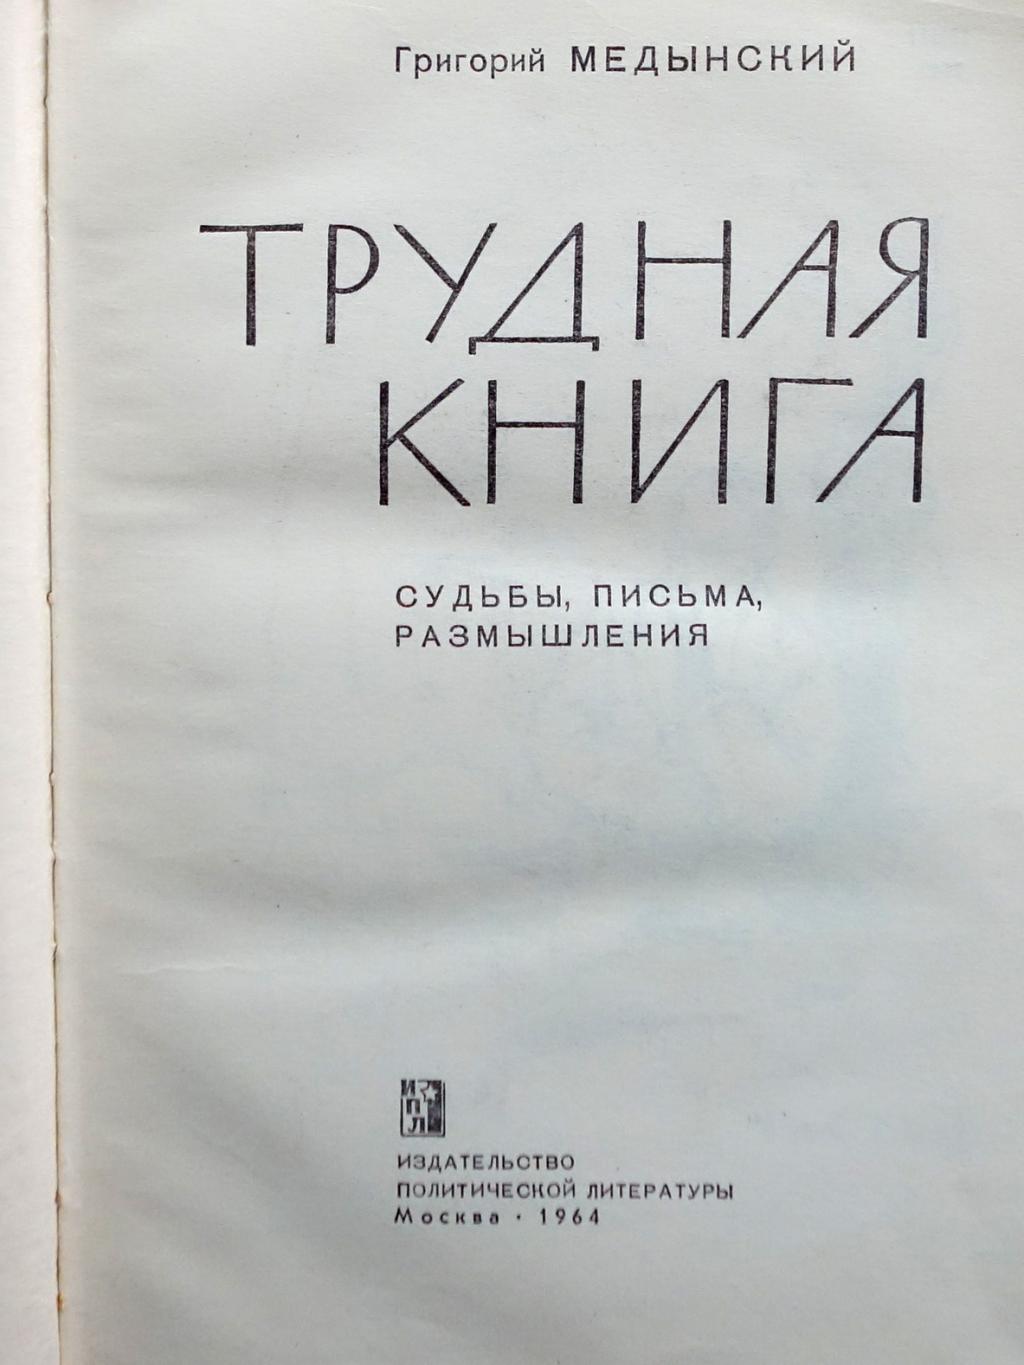 Григорий МЕДЫНСКИЙ
ТРУДНАЯ
КНИГА
СУДЬБЫ, ПИСЬМА,
РАЗМЫШЛЕНИЯ
И
П
Л
ИЗДАТЕЛЬСТВО
ПОЛИТИЧЕСКОЙ ЛИТЕРАТУРЫ
Москва · 1964